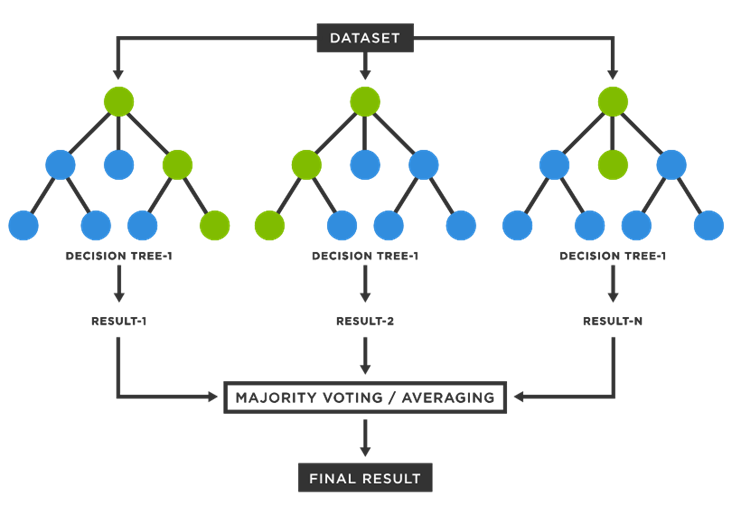 DATASET
DECISION TREE-1
DECISION TREE-1
DECISION TREE-1
RESULT-1
RESULT-2
RESULT-N
MAJORITY VOTING / AVERAGING
FINAL RESULT